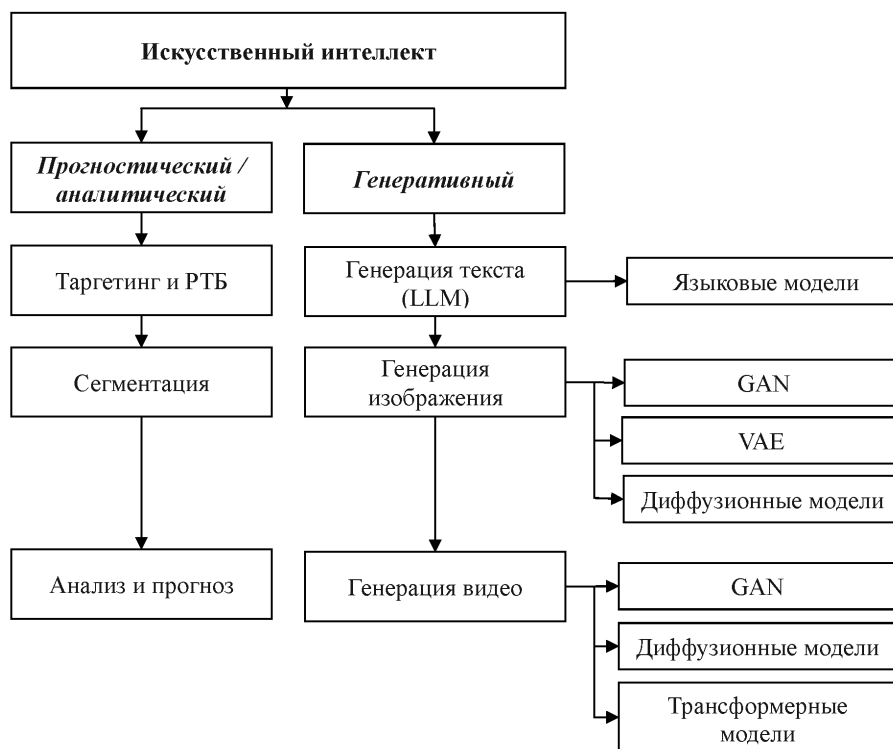 Искусственный интеллект
Прогностический /
аналитический
Генеративный
Таргетинг и РТБ
Генерация текста
(LLM)
Языковые модели
Сегментация
Генерация
изображения
GAN
VAE
Диффузионные модели
Анализ и прогноз
Генерация видео
GAN
Диффузионные модели
Трансформерные
модели